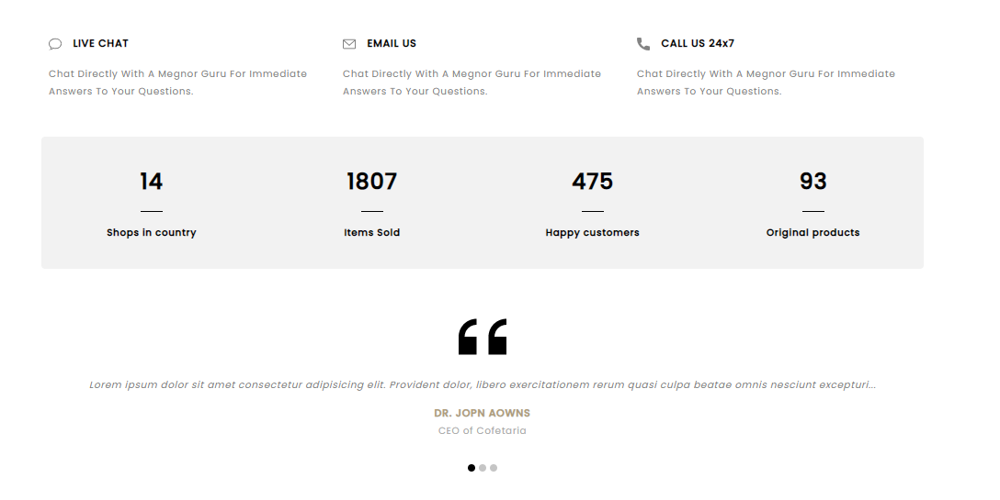 LIVE CHAT
Chat Directly With A Megnor Guru For Immediate
Answers To Your Questions.
EMAIL US
Chat Directly With A Megnor Guru For Immediate
Answers To Your Questions.
CALL US 24x7
Chat Directly With A Megnor Guru For Immediate
Answers To Your Questions.
14
Shops in country
1807
Items Sold
475
Happy customers
93
Original products
Lorem ipsum dolor sit amet consectetur adipisicing elit. Provident dolor, libero exercitationem rerum quasi culpa beatae omnis nesciunt excepturi...
DR. JOPN AOWNS
CEO of Cofetaria